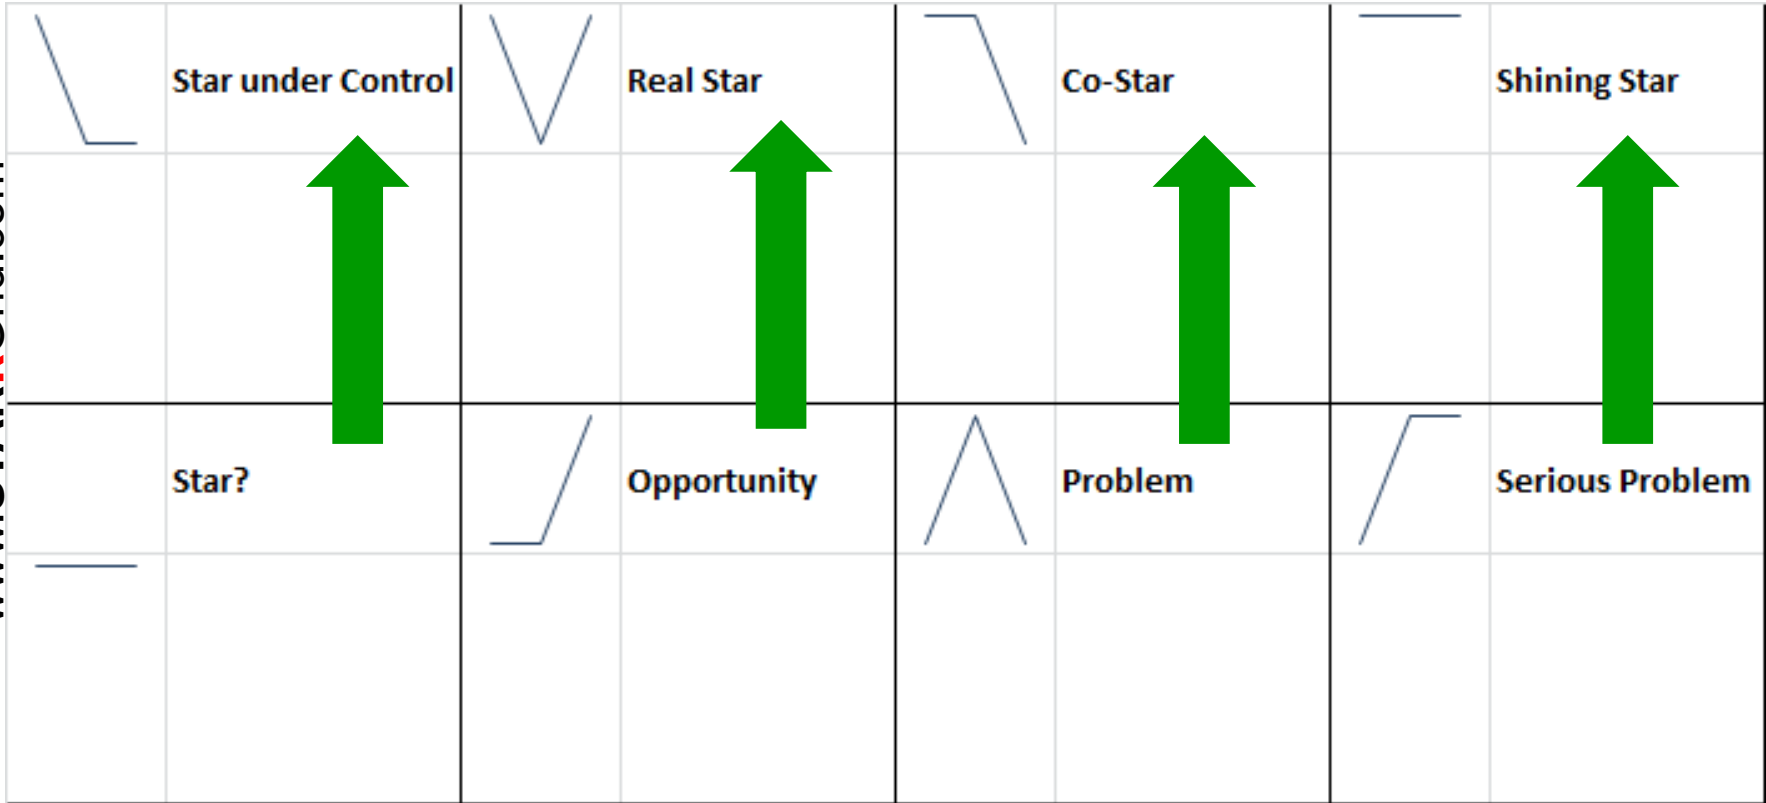 Star under Control
Real Star
Co-Star
Shining Star
Star?
Opportunity
Problem
Serious Problem